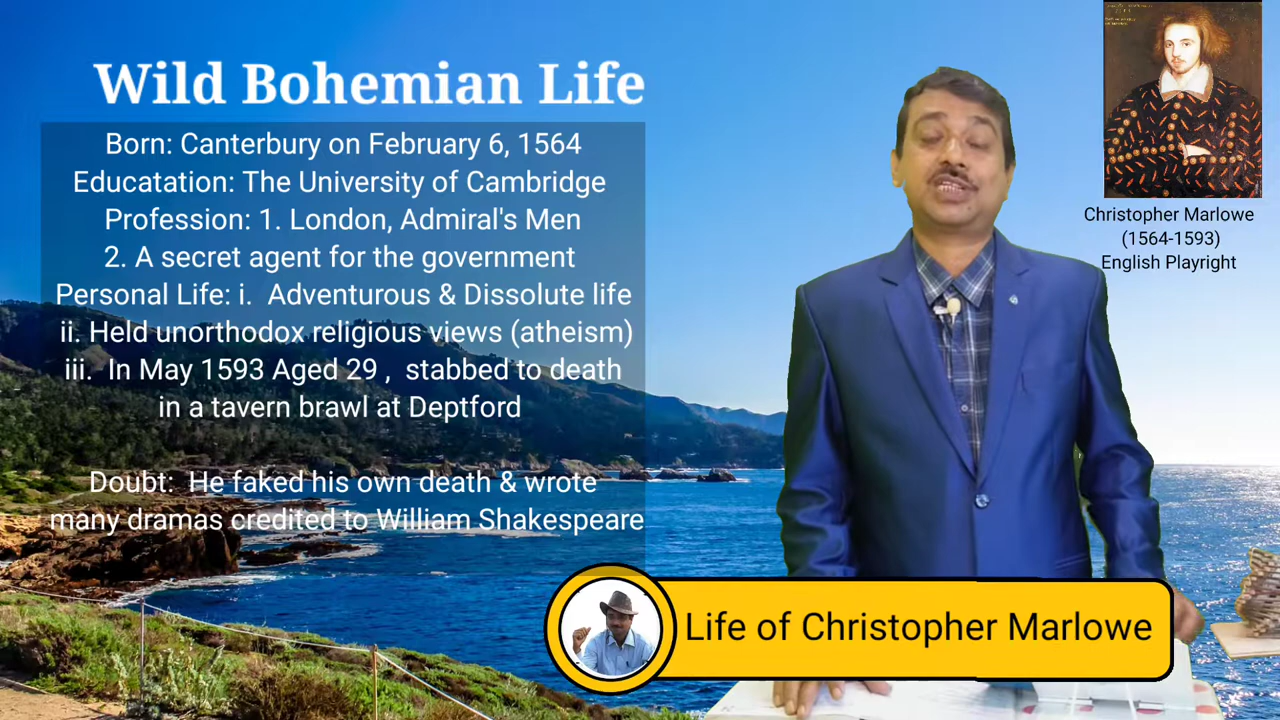 Wild Bohemian Life
Born: Canterbury on February 6, 1564
Educatation: The University of Cambridge
Profession: 1. London, Admiral's Men
2. A secret agent for the government
Personal Life: i. Adventurous & Dissolute life
ii. Held unorthodox religious views (atheism)
iii. In May 1593 Aged 29 , stabbed to death
in a tavern brawl at Deptford
Doubt: He faked his own death & wrote
many dramas credited to William Shakespeare
Christopher Marlowe
(1564-1593)
English Playright
Life of Christopher Marlowe